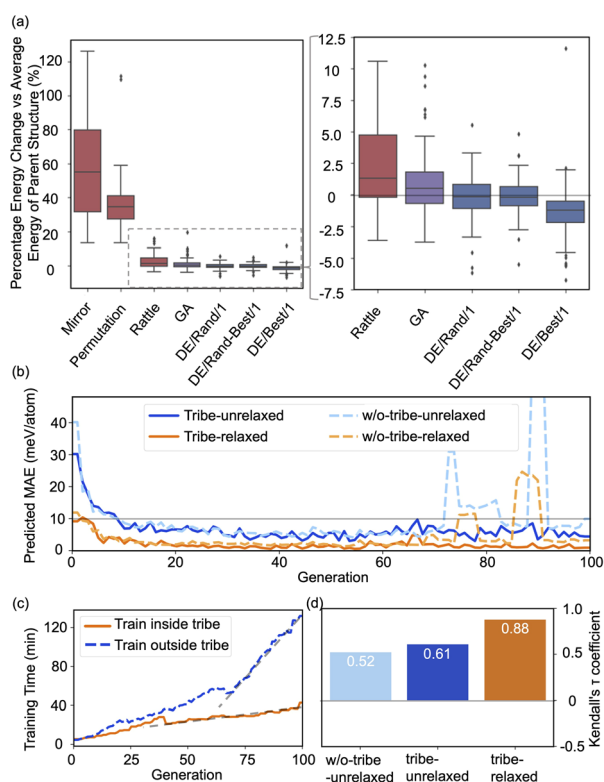 (a)
Percentage Energy Change vs Average
Energy of Parent Structure (%)
120
100
80
60
40
20
0
Mirror
Permutation
Rattle
GA
DE/Rand/1
DE/Rand-Best/1
DE/Best/1
12.5
10.0
7.5
5.0
2.5
0
-2.5
-5.0
-7.5
Rattle
GA
DE/Rand/1
DE/Rand-Best/1
DE/Best/1
(b)
Predicted MAE (meV/atom)
40
30
20
10
0
Tribe-unrelaxed
Tribe-relaxed
w/o-tribe-unrelaxed
w/o-tribe-relaxed
0 20 40 60 80 100
Generation
(c)
Training Time (min)
120
80
40
0
Train inside tribe
Train outside tribe
0 25 50 75 100
Generation
(d)
0.52
0.61
0.88
1.0
0.5
0
-0.5
Kendall's τ coefficient
w/o-tribe
-unrelaxed
tribe-
unrelaxed
tribe-
relaxed